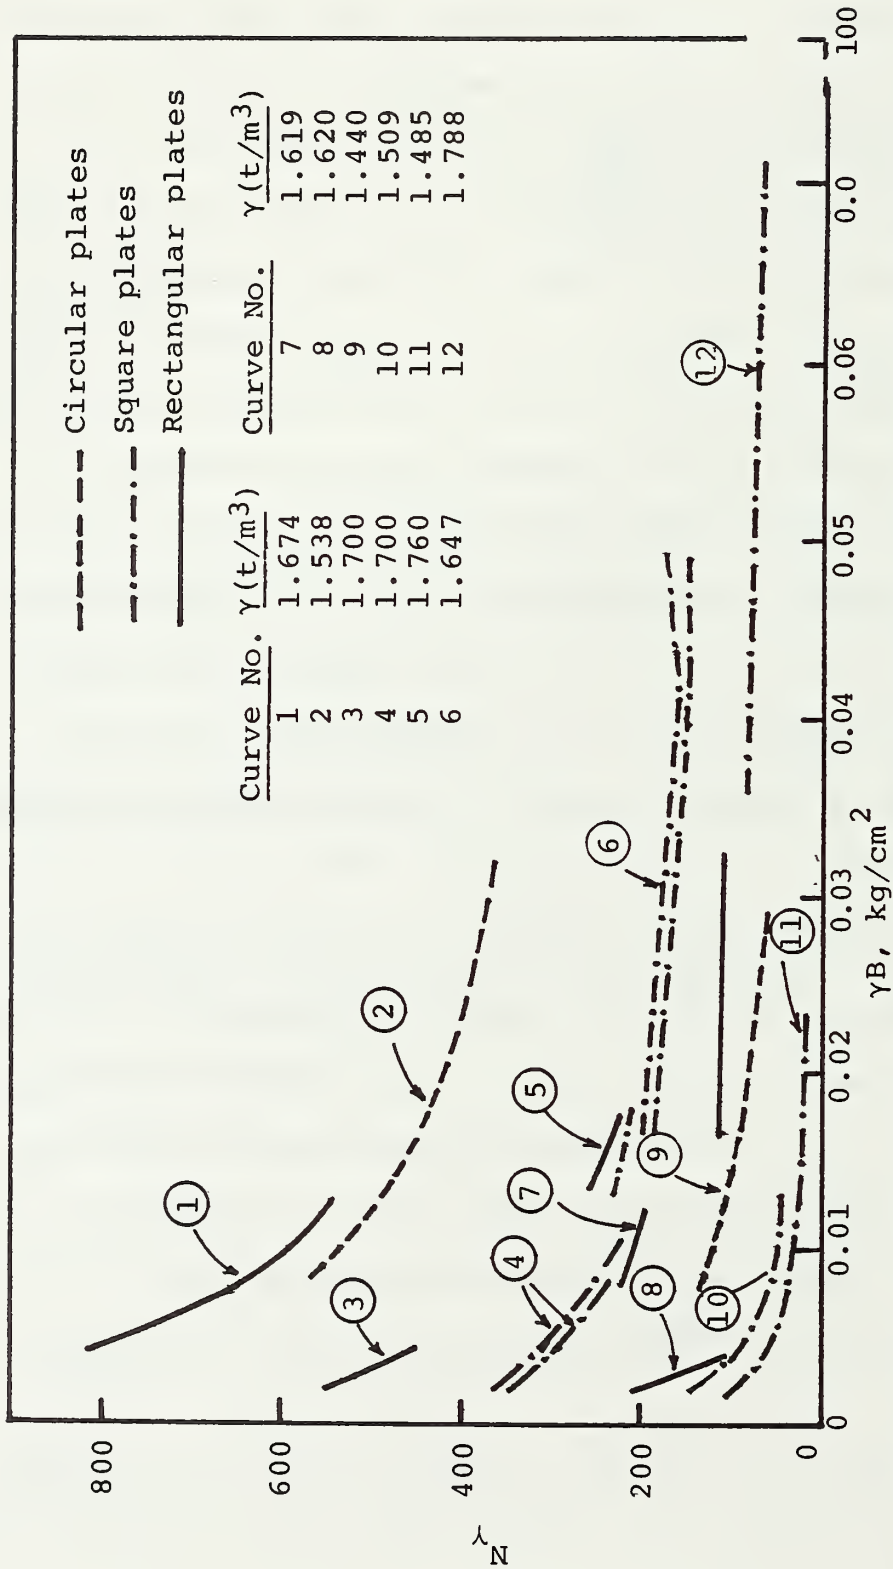 Circular plates
Square plates
Rectangular plates
Curve No. γ(t/m³) Curve No. γ(t/m³)
1 1.674 7 1.619
2 1.538 8 1.620
3 1.700 9 1.440
4 1.700 10 1.509
5 1.760 11 1.485
6 1.647 12 1.788
800
600
400
200
0
Nγ
1
2
3
4
5
6
7
8
9
10
11
12
0 0.01 0.02 0.03 0.04 0.05 0.06 0.0 100
γB, kg/cm²